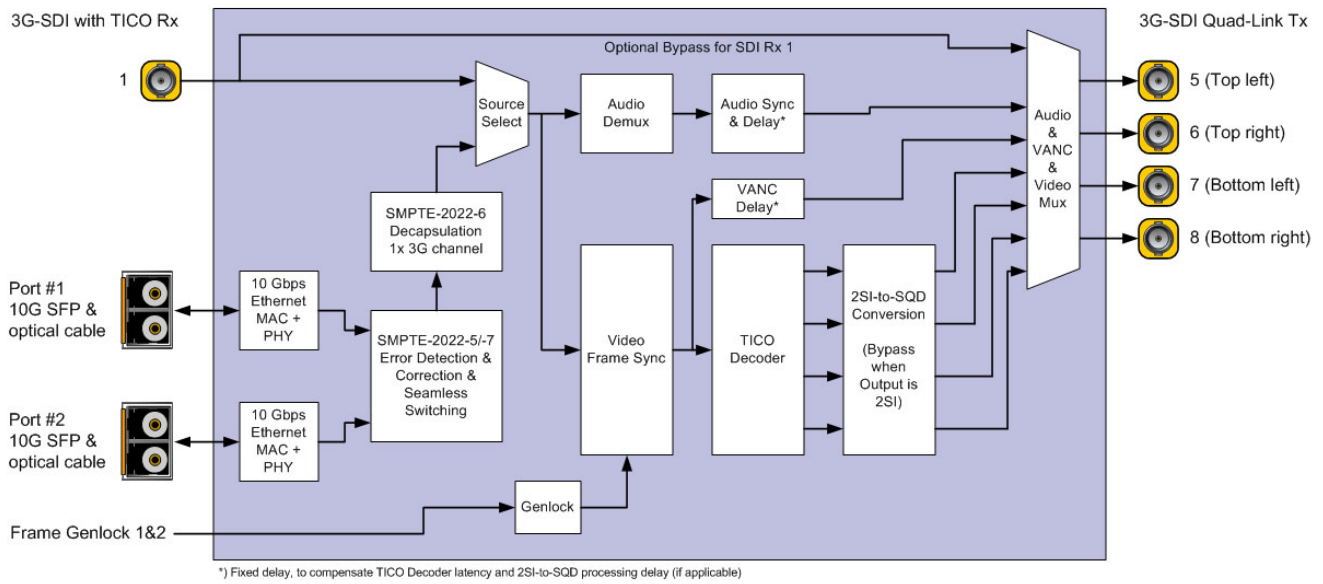 3G-SDI with TICO Rx
3G-SDI Quad-Link Tx
Optional Bypass for SDI Rx 1
1
5 (Top left)
6 (Top right)
7 (Bottom left)
8 (Bottom right)
Source
Select
Audio
Demux
Audio Sync
& Delay*
Audio
&
VANC
&
Video
Mux
VANC
Delay*
SMPTE-2022-6
Decapsulation
1x 3G channel
Port #1
10G SFP &
optical cable
10 Gbps
Ethernet
MAC +
PHY
SMPTE-2022-5/-7
Error Detection &
Correction &
Seamless
Switching
Video
Frame Sync
TICO
Decoder
2SI-to-SQD
Conversion
(Bypass
when
Output is
2SI)
Port #2
10G SFP &
optical cable
10 Gbps
Ethernet
MAC +
PHY
Genlock
Frame Genlock 1&2
*) Fixed delay, to compensate TICO Decoder latency and 2SI-to-SQD processing delay (if applicable)